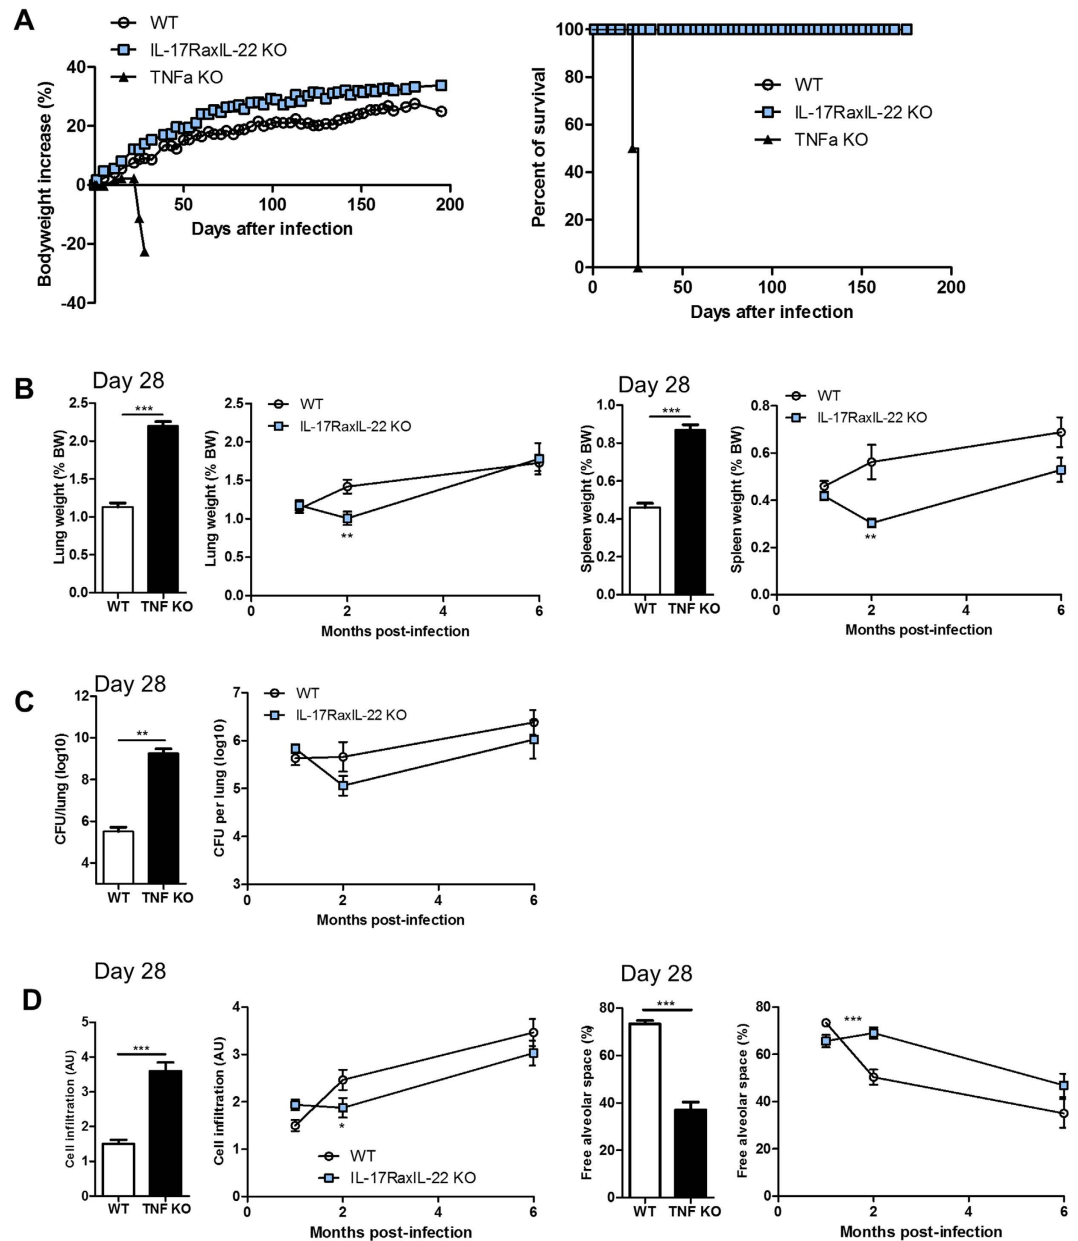 A
WT
IL-17RaxIL-22 KO
TNFa KO
Bodyweight increase (%)
40
20
0
-20
-40
50
100
150
200
Days after infection
Percent of survival
100
80
60
40
20
0
WT
IL-17RaxIL-22 KO
TNFa KO
0
50
100
150
200
Days after infection
B
Day 28
Lung weight (% BW)
2.5
2.0
1.5
1.0
0.5
0.0
***
WT
TNF KO
Lung weight (% BW)
2.5
2.0
1.5
1.0
0.5
0.0
WT
IL-17RaxIL-22 KO
**
0
2
4
6
Months post-infection
Day 28
Spleen weight (% BW)
1.0
0.8
0.6
0.4
0.2
0.0
***
WT
TNF KO
Spleen weight (% BW)
0.8
0.6
0.4
0.2
0.0
WT
IL-17RaxIL-22 KO
**
0
2
4
6
Months post-infection
C
Day 28
CFU/lung (log10)
12
10
8
6
4
**
WT
TNF KO
CFU per lung (log10)
7
6
5
4
3
WT
IL-17RaxIL-22 KO
0
2
4
6
Months post-infection
D
Day 28
Cell infiltration (AU)
5
4
3
2
1
0
***
WT
TNF KO
Cell infiltration (AU)
4
3
2
1
0
*
WT
IL-17RaxIL-22 KO
0
2
4
6
Months post-infection
Day 28
Free alveolar space (%)
80
60
40
20
0
***
WT
TNF KO
Free alveolar space (%)
80
60
40
20
0
***
0
2
4
6
Months post-infection